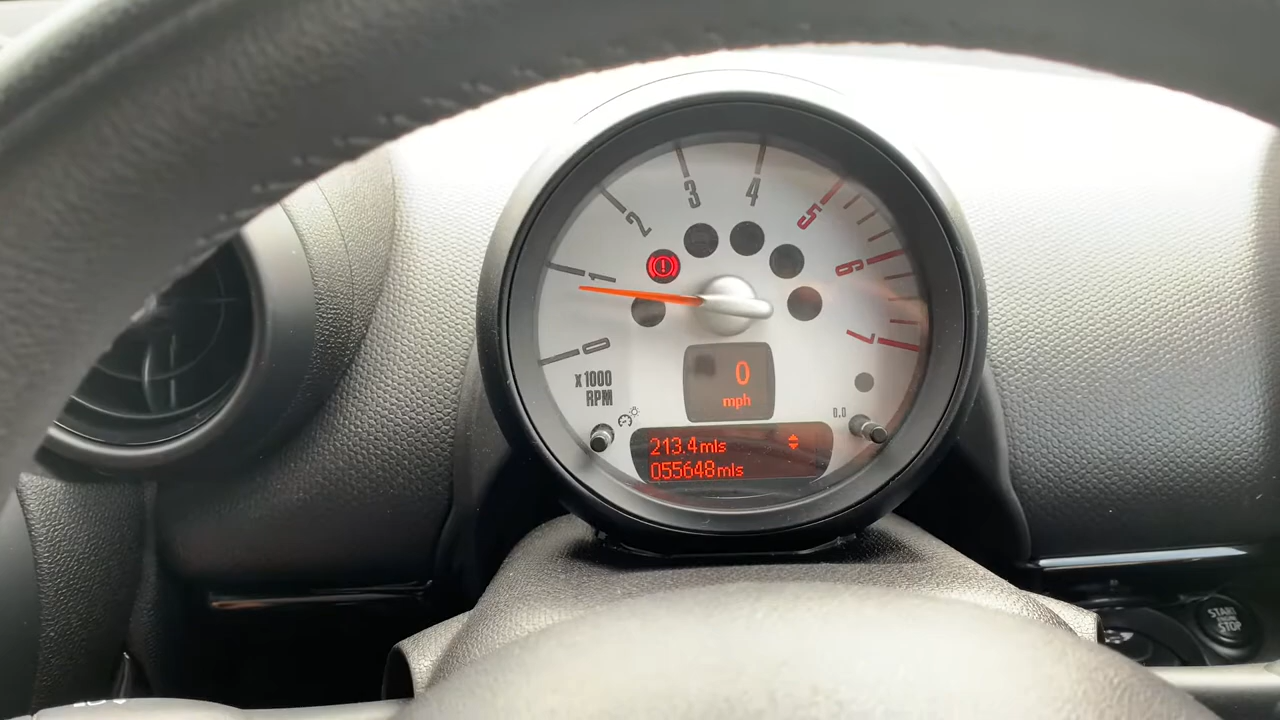 0
1
2
3
4
5
6
7
x1000
RPM
0
mph
0.0
213.4mls
055648mls
START
ENGINE
STOP